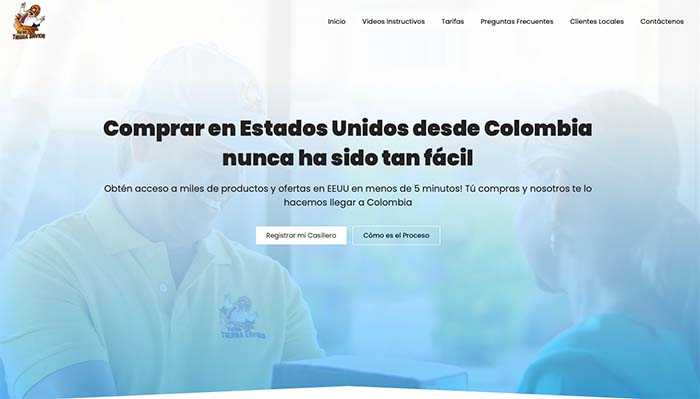 TIERRA ENVIOS
Inicio
Videos Instructivos
Tarifas
Preguntas Frecuentes
Clientes Locales
Contáctenos
Comprar en Estados Unidos desde Colombia
nunca ha sido tan fácil
Obtén acceso a miles de productos y ofertas en EEUU en menos de 5 minutos! Tú compras y nosotros te lo
hacemos llegar a Colombia
Registrar mi Casillero
Cómo es el Proceso
TIERRA ENVIOS